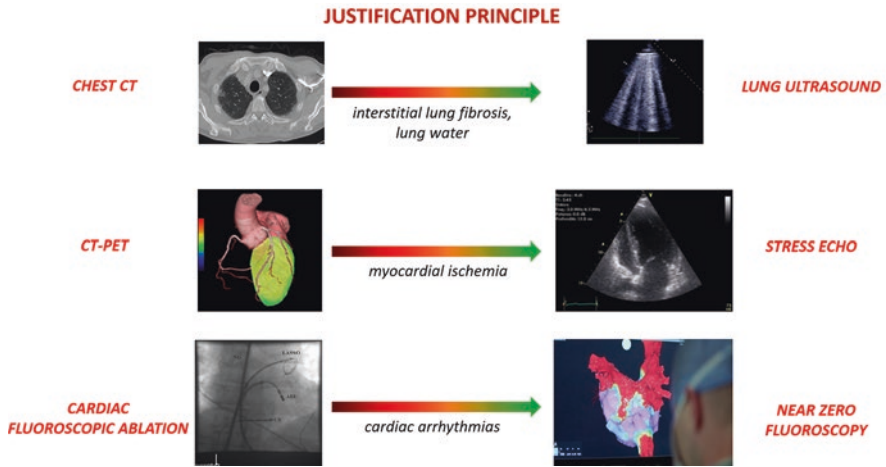 JUSTIFICATION PRINCIPLE
CHEST CT
interstitial lung fibrosis,
lung water
LUNG ULTRASOUND
CT-PET
myocardial ischemia
STRESS ECHO
CARDIAC
FLUOROSCOPIC ABLATION
cardiac arrhythmias
NEAR ZERO
FLUOROSCOPY